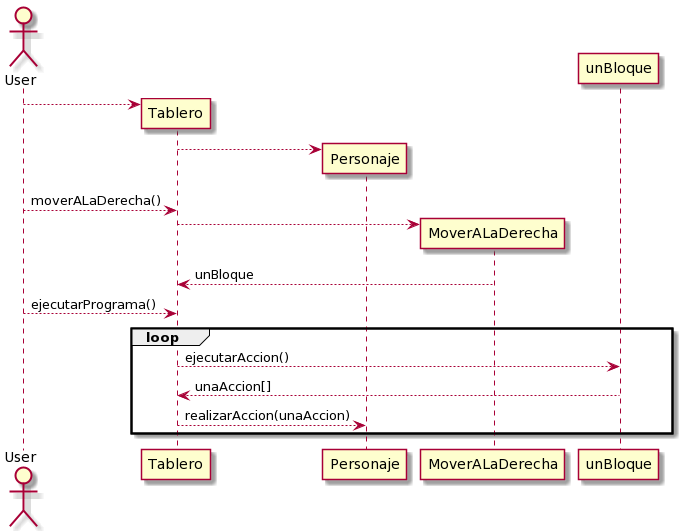 User
unBloque
Tablero
Personaje
moverALaDerecha()
MoverALaDerecha
unBloque
ejecutarPrograma()
loop
ejecutarAccion()
unaAccion[]
realizarAccion(unaAccion)
User
Tablero
Personaje
MoverALaDerecha
unBloque